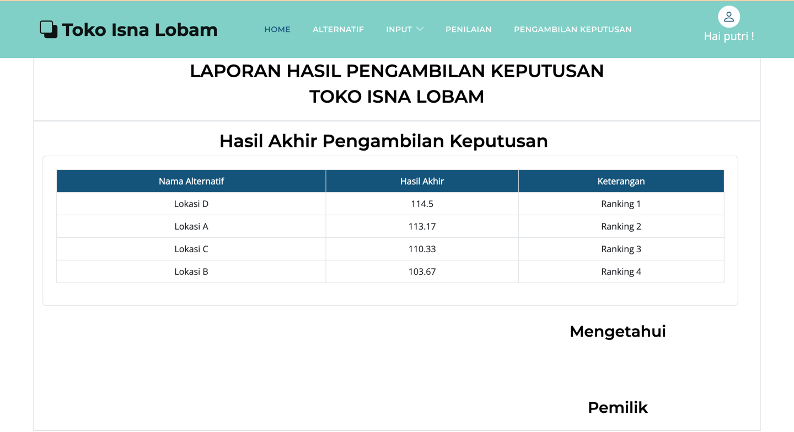 Toko Isna Lobam HOME ALTERNATIF INPUT PENILAIAN PENGAMBILAN KEPUTUSAN
Hai putri !
LAPORAN HASIL PENGAMBILAN KEPUTUSAN
TOKO ISNA LOBAM
Hasil Akhir Pengambilan Keputusan
Nama Alternatif Hasil Akhir Keterangan
Lokasi D 114.5 Ranking 1
Lokasi A 113.17 Ranking 2
Lokasi C 110.33 Ranking 3
Lokasi B 103.67 Ranking 4
Mengetahui
Pemilik